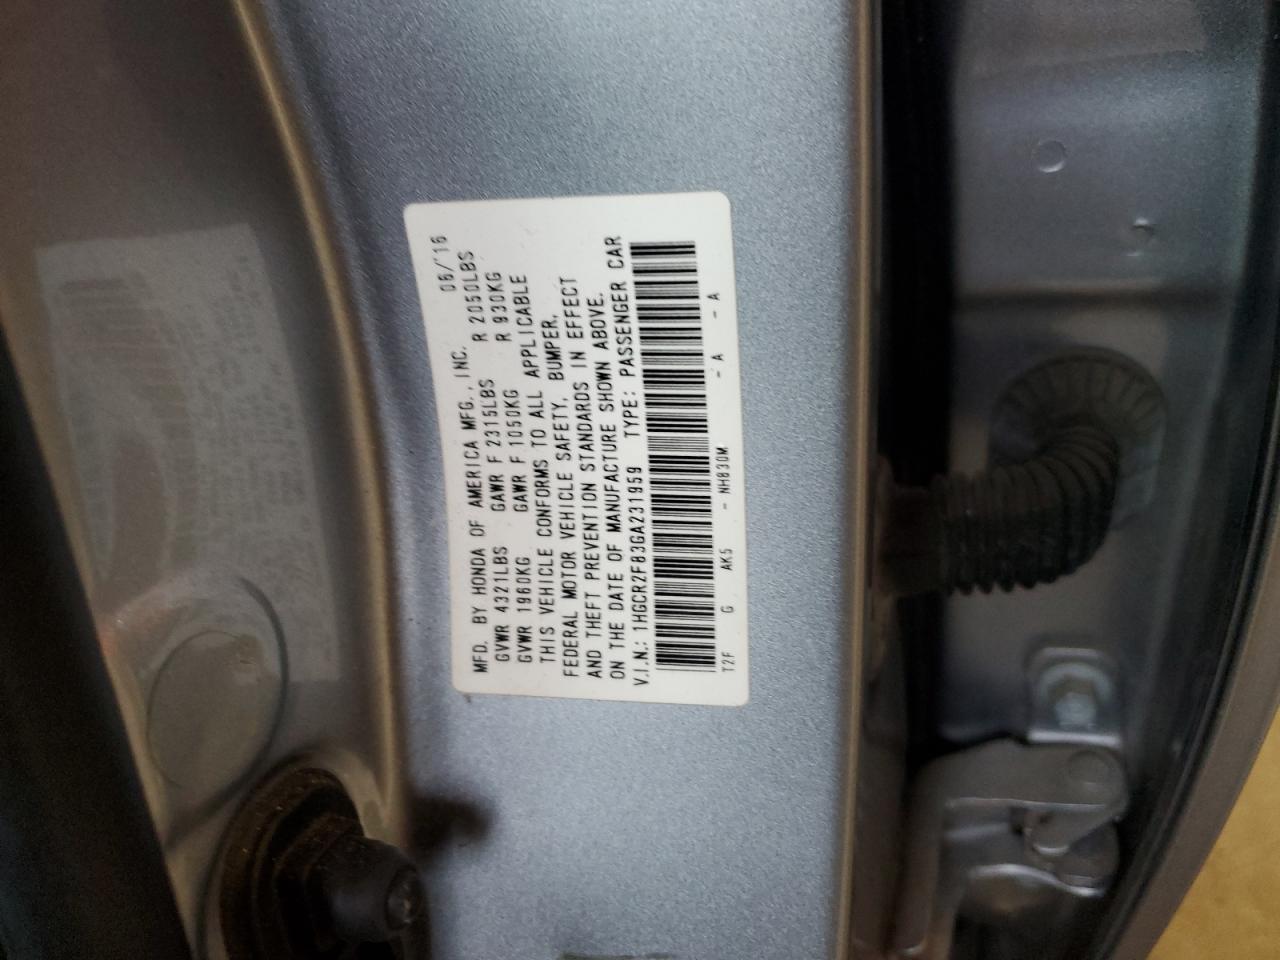 MFD. BY HONDA OF AMERICA MFG., INC. 06/'16
GVWR 4321LBS GAWR F 2315LBS R 2050LBS
GVWR 1960KG GAWR F 1050KG R 930KG
THIS VEHICLE CONFORMS TO ALL APPLICABLE
FEDERAL MOTOR VEHICLE SAFETY, BUMPER,
AND THEFT PREVENTION STANDARDS IN EFFECT
ON THE DATE OF MANUFACTURE SHOWN ABOVE.
V.I.N.: 1HGCR2F83GA231959 TYPE: PASSENGER CAR
T2F G AK5 - NH830M - A - A